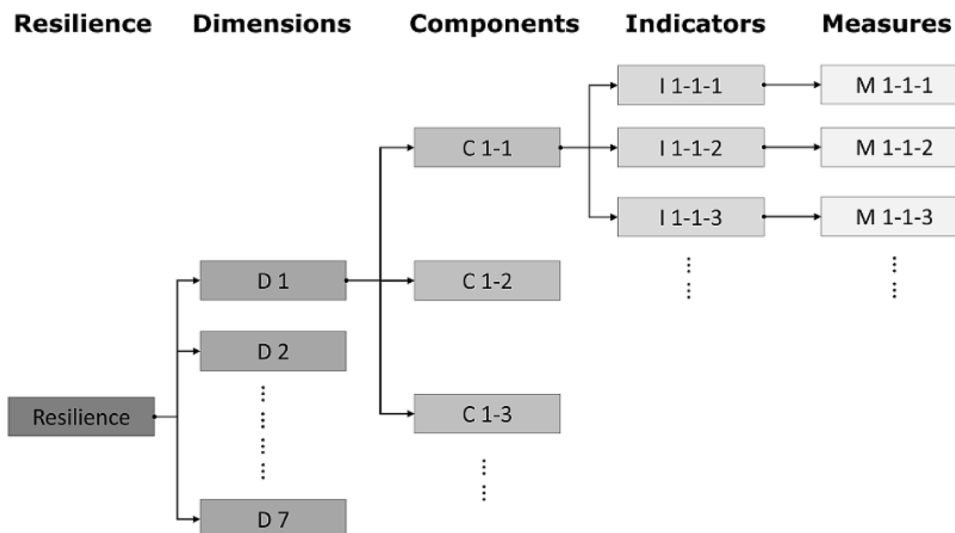 Resilience Dimensions Components Indicators Measures
I 1-1-1 M 1-1-1
C 1-1 I 1-1-2 M 1-1-2
I 1-1-3 M 1-1-3
D 1 C 1-2
D 2
Resilience C 1-3
D 7